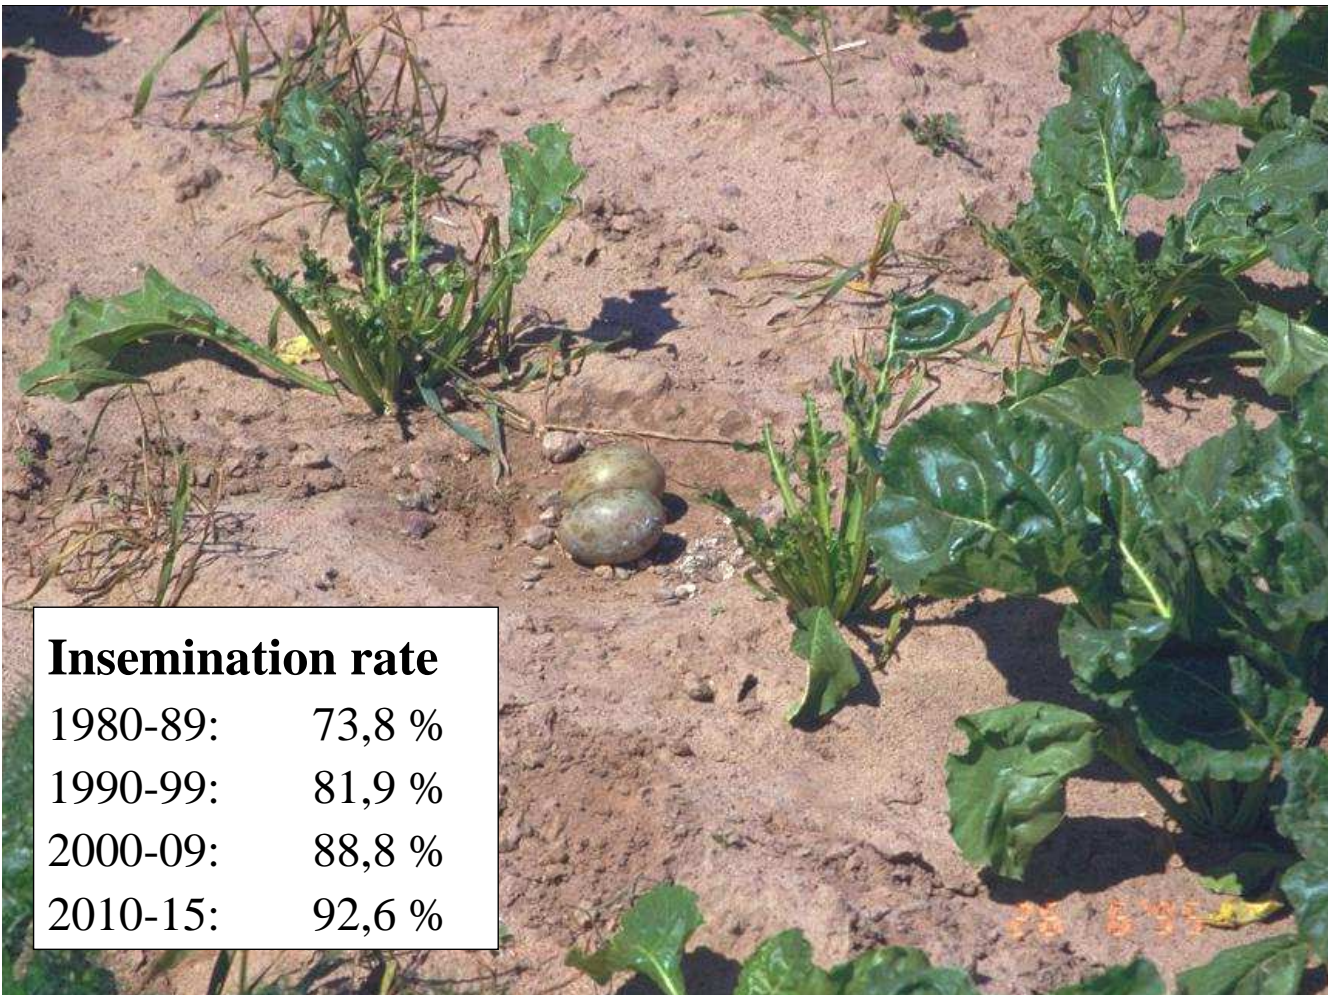 Insemination rate
1980-89: 73,8 %
1990-99: 81,9 %
2000-09: 88,8 %
2010-15: 92,6 %